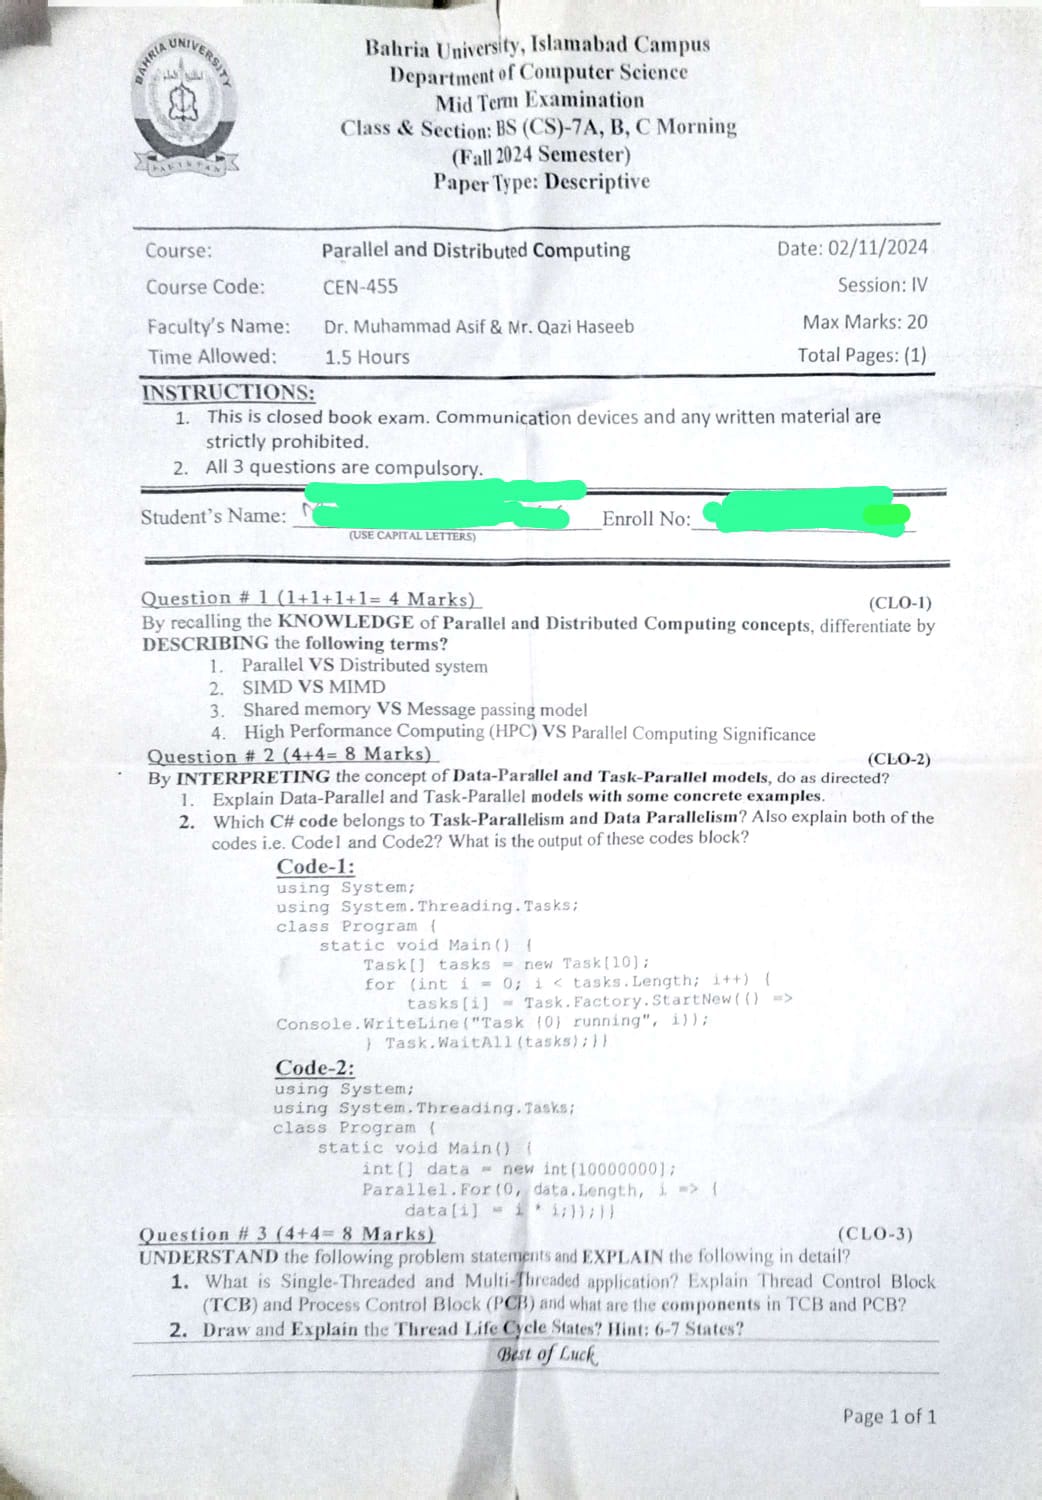 BAHRIA UNIVERSITY
PAKISTAN
Bahria University, Islamabad Campus
Department of Computer Science
Mid Term Examination
Class & Section: BS (CS)-7A, B, C Morning
(Fall 2024 Semester)
Paper Type: Descriptive
Course: Parallel and Distributed Computing Date: 02/11/2024
Course Code: CEN-455 Session: IV
Faculty's Name: Dr. Muhammad Asif & Mr. Qazi Haseeb Max Marks: 20
Time Allowed: 1.5 Hours Total Pages: (1)
INSTRUCTIONS:
1. This is closed book exam. Communication devices and any written material are
strictly prohibited.
2. All 3 questions are compulsory.
Student's Name: Enroll No:
(USE CAPITAL LETTERS)
Question # 1 (1+1+1+1= 4 Marks) (CLO-1)
By recalling the KNOWLEDGE of Parallel and Distributed Computing concepts, differentiate by
DESCRIBING the following terms?
1. Parallel VS Distributed system
2. SIMD VS MIMD
3. Shared memory VS Message passing model
4. High Performance Computing (HPC) VS Parallel Computing Significance
Question # 2 (4+4= 8 Marks) (CLO-2)
By INTERPRETING the concept of Data-Parallel and Task-Parallel models, do as directed?
1. Explain Data-Parallel and Task-Parallel models with some concrete examples.
2. Which C# code belongs to Task-Parallelism and Data Parallelism? Also explain both of the
codes i.e. Code1 and Code2? What is the output of these codes block?
Code-1:
using System;
using System.Threading.Tasks;
class Program {
static void Main() {
Task[] tasks = new Task[10];
for (int i = 0; i < tasks.Length; i++) {
tasks[i] = Task.Factory.StartNew(() =>
Console.WriteLine("Task {0} running", i));
} Task.WaitAll(tasks);}}
Code-2:
using System;
using System.Threading.Tasks;
class Program {
static void Main() {
int[] data = new int[10000000];
Parallel.For(0, data.Length, i => {
data[i] = i * i;});}}
Question # 3 (4+4= 8 Marks) (CLO-3)
UNDERSTAND the following problem statements and EXPLAIN the following in detail?
1. What is Single-Threaded and Multi-Threaded application? Explain Thread Control Block
(TCB) and Process Control Block (PCB) and what are the components in TCB and PCB?
2. Draw and Explain the Thread Life Cycle States? Hint: 6-7 States?
Best of Luck
Page 1 of 1